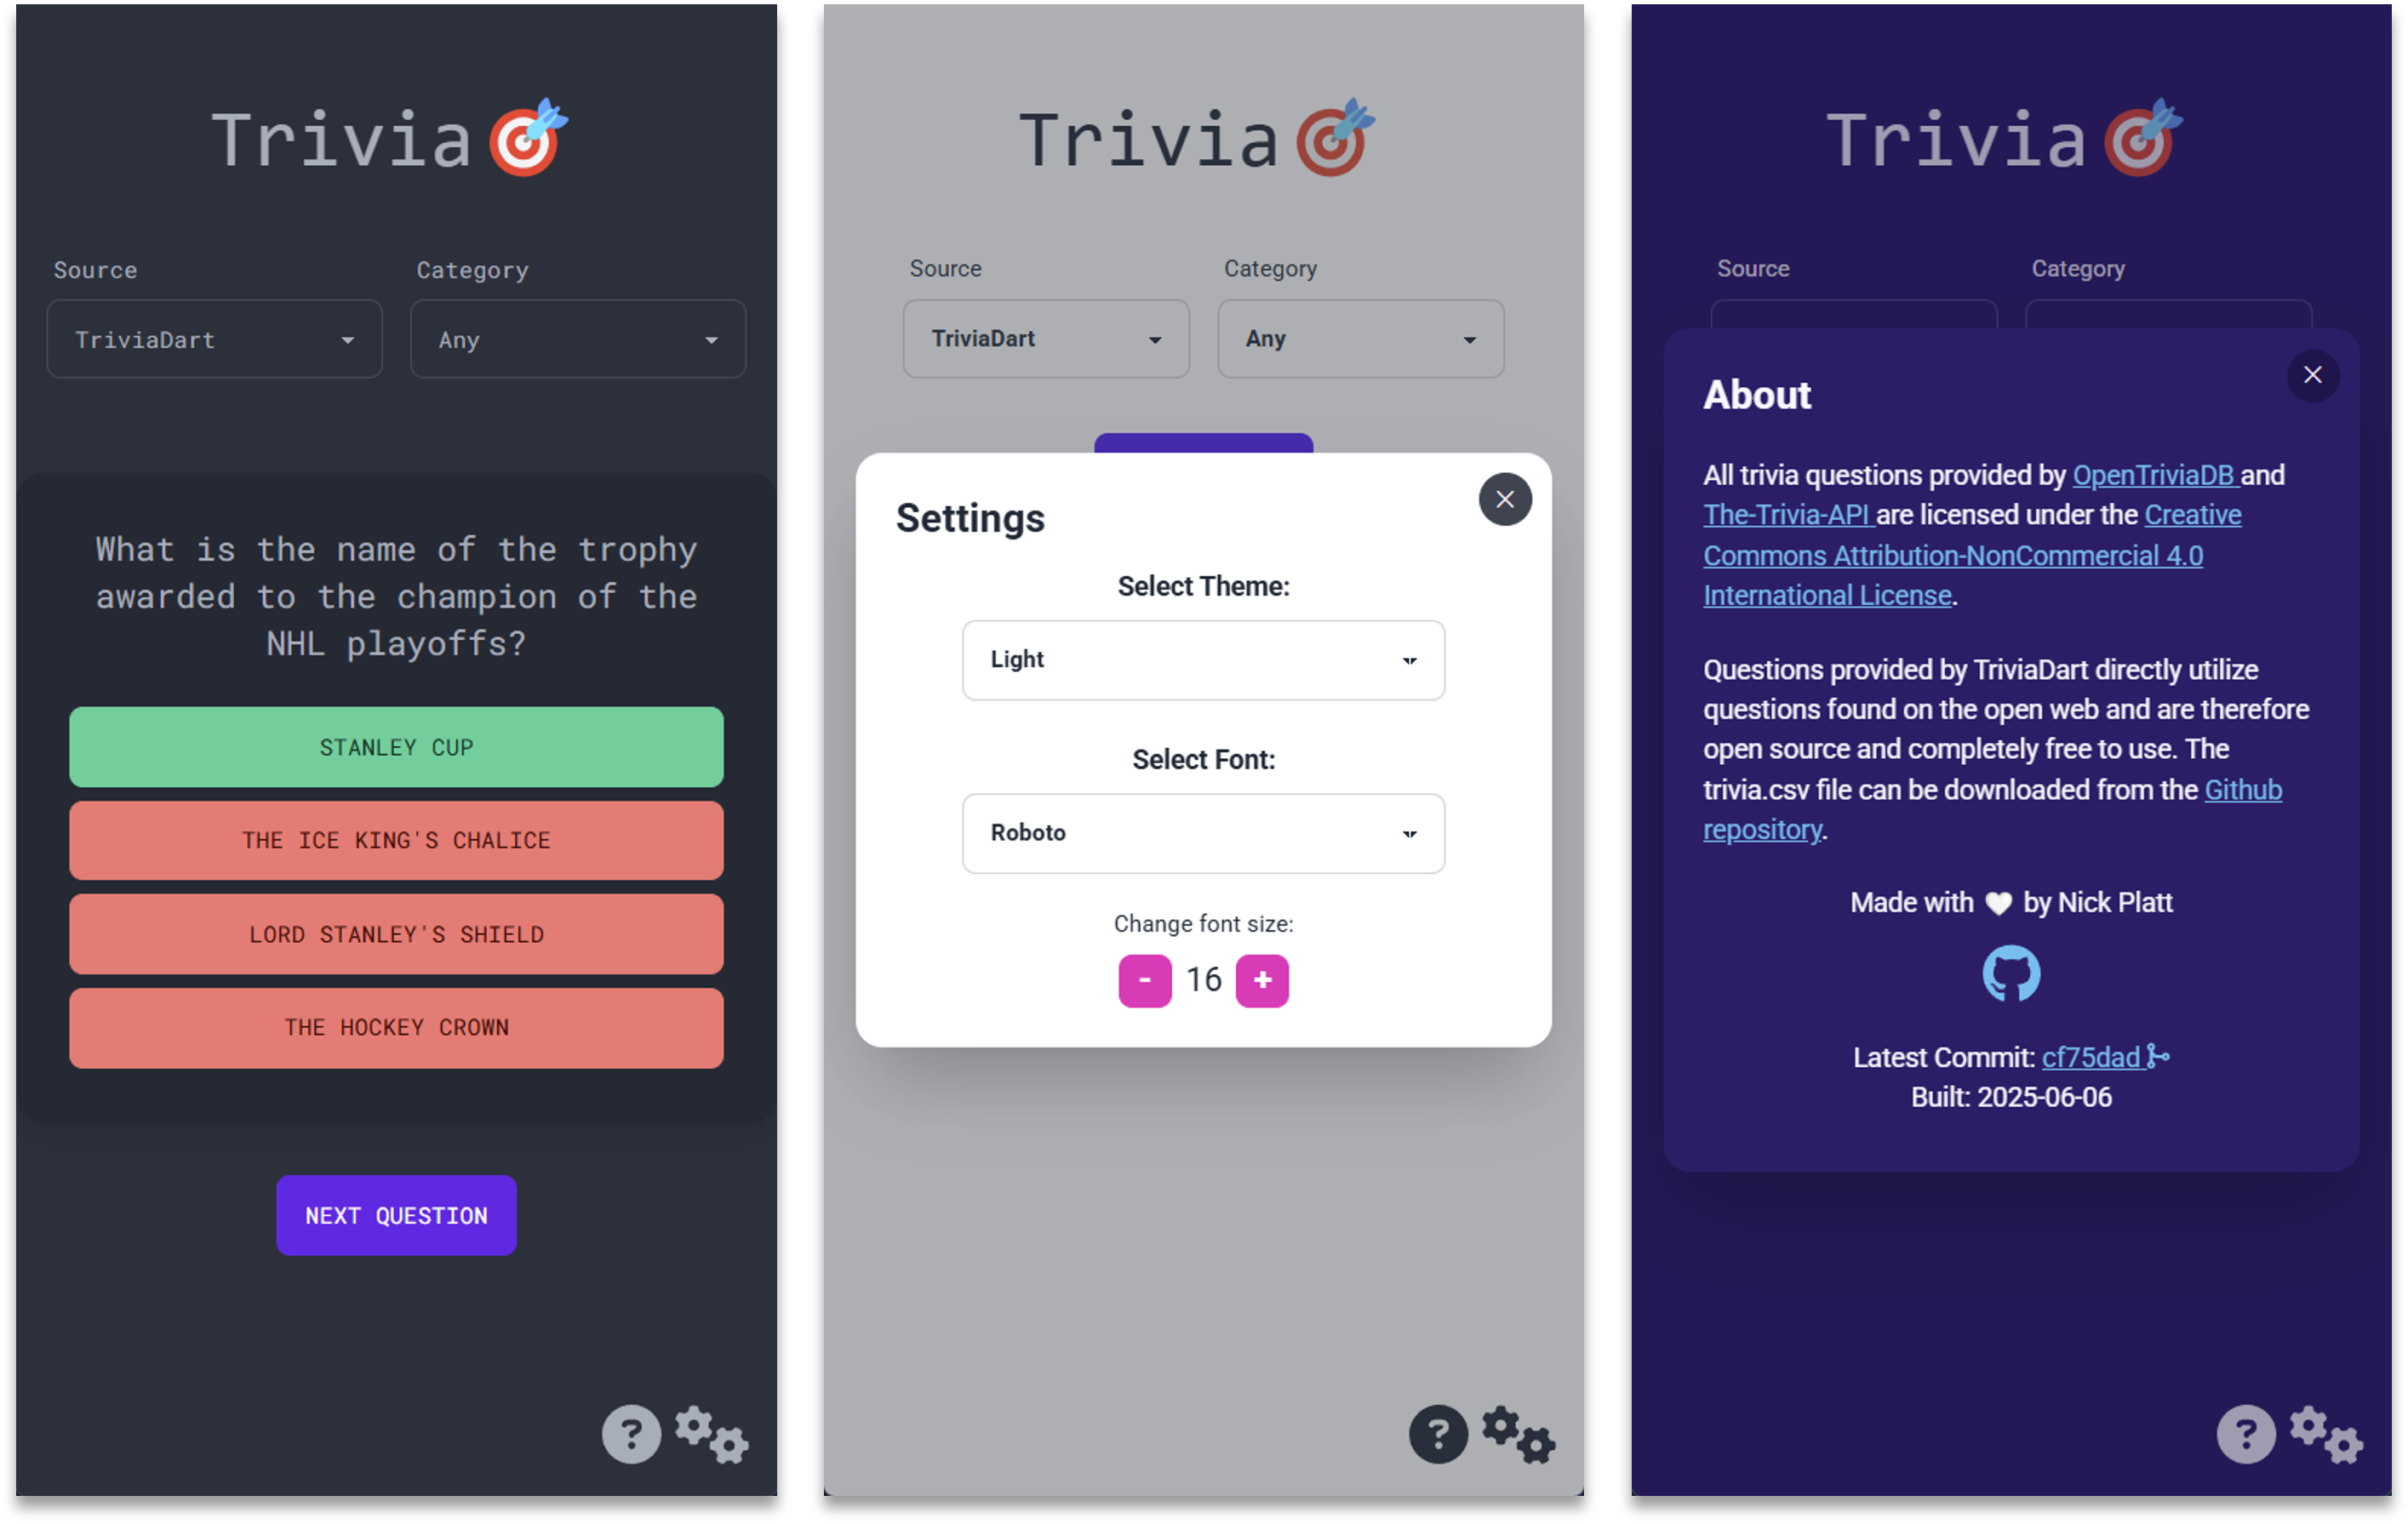 Trivia
Source
Category
TriviaDart
Any
What is the name of the trophy
awarded to the champion of the
NHL playoffs?
STANLEY CUP
THE ICE KING'S CHALICE
LORD STANLEY'S SHIELD
THE HOCKEY CROWN
NEXT QUESTION
?
Trivia
Source
Category
TriviaDart
Any
Settings
Select Theme:
Light
Select Font:
Roboto
Change font size:
- 16 +
?
Trivia
Source
Category
About
All trivia questions provided by OpenTriviaDB and
The-Trivia-API are licensed under the Creative
Commons Attribution-NonCommercial 4.0
International License.
Questions provided by TriviaDart directly utilize
questions found on the open web and are therefore
open source and completely free to use. The
trivia.csv file can be downloaded from the Github
repository.
Made with 🤍 by Nick Platt
Latest Commit: cf75dad
Built: 2025-06-06
?